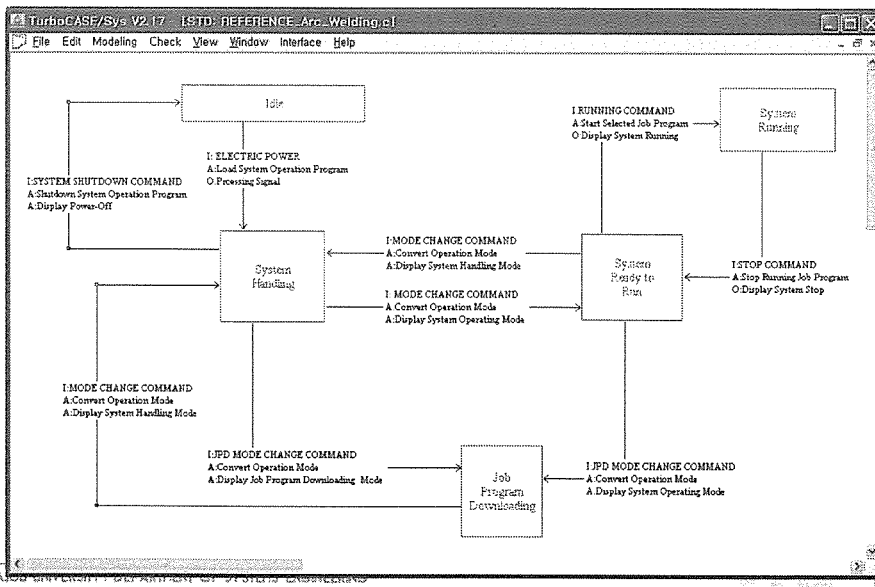 TurboCASE/Sys V2.17 - [STD: REFERENCE_Arc_Welding.c]
File Edit Modeling Check View Window Interface Help
Idle
I:RUNNING COMMAND
A:Start Selected Job Program
O:Display System Running
System
Running
I: ELECTRIC POWER
A:Load System Operation Program
O:Prcessing Signal
I:SYSTEM SHUTDOWN COMMAND
A:Shutdown System Operation Program
A:Display Power-Off
System
Handling
I:MODE CHANGE COMMAND
A:Convert Operation Mode
A:Display System Handling Mode
System
Ready to
Run
I:STOP COMMAND
A:Stop Running Job Program
O:Display System Stop
I: MODE CHANGE COMMAND
A:Convert Operation Mode
A:Display System Operating Mode
I:MODE CHANGE COMMAND
A:Convert Operation Mode
A:Display System Handling Mode
I:JPD MODE CHANGE COMMAND
A:Convert Operation Mode
A:Display Job Program Downloading Mode
Job
Program
Downloading
I:JPD MODE CHANGE COMMAND
A:Convert Operation Mode
A:Display System Operating Mode
UNIVERSITY DEPARTMENT OF SYSTEMS ENGINEERING